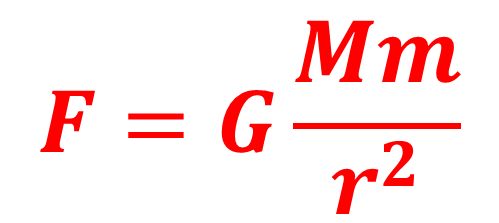 F = G Mm/r²